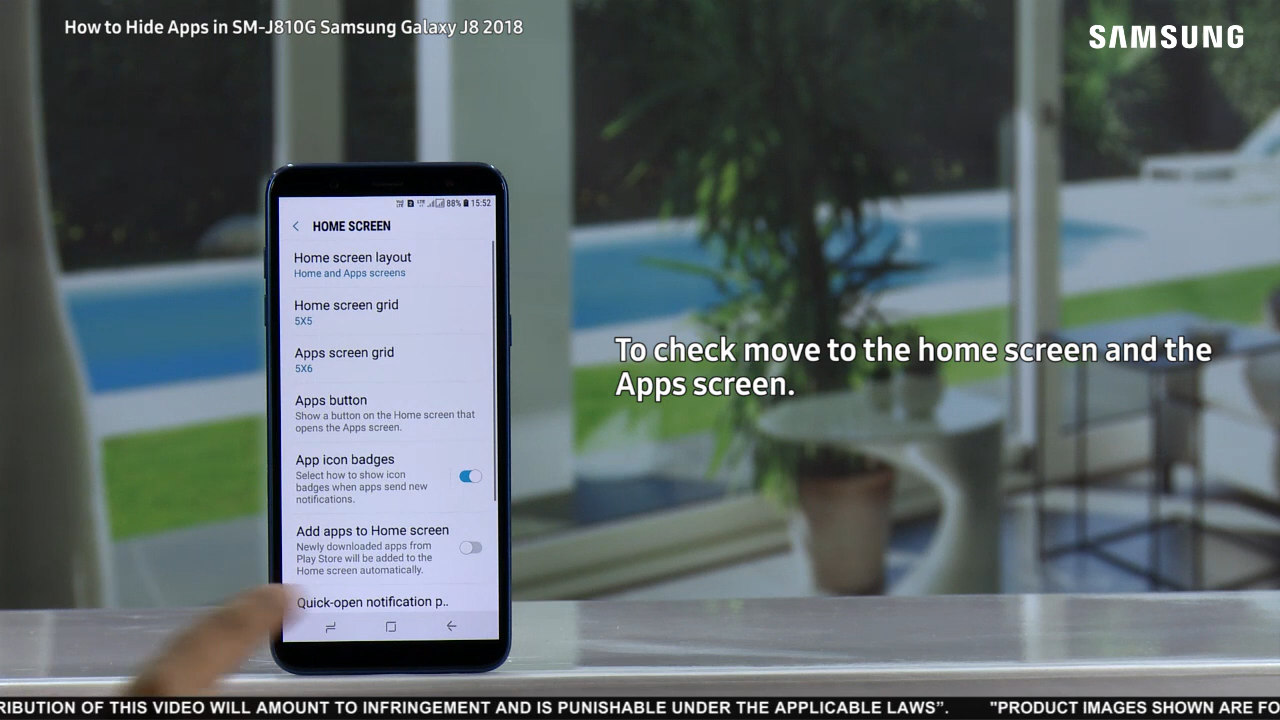 How to Hide Apps in SM-J810G Samsung Galaxy J8 2018
SAMSUNG
88% 15:52
HOME SCREEN
Home screen layout
Home and Apps screens
Home screen grid
5X5
Apps screen grid
5X6
Apps button
Show a button on the Home screen that
opens the Apps screen.
App icon badges
Select how to show icon
badges when apps send new
notifications.
Add apps to Home screen
Newly downloaded apps from
Play Store will be added to the
Home screen automatically.
Quick-open notification p..
To check move to the home screen and the
Apps screen.
RIBUTION OF THIS VIDEO WILL AMOUNT TO INFRINGEMENT AND IS PUNISHABLE UNDER THE APPLICABLE LAWS”. "PRODUCT IMAGES SHOWN ARE FO